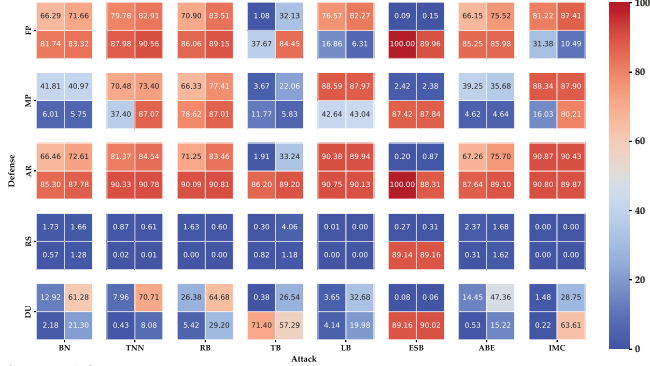 66.29 71.66 79.78 82.91 70.90 83.51 1.08 32.13 76.57 82.27 0.09 0.15 66.15 75.52 81.22 87.41
FP
81.74 83.32 87.98 90.56 86.06 89.15 37.67 84.45 16.86 6.31 100.00 89.96 85.25 85.98 31.38 10.49
41.81 40.97 70.48 73.40 66.33 77.41 3.67 22.06 88.59 87.97 2.42 2.38 39.25 35.68 88.34 87.90
MP
6.01 5.75 37.40 87.07 78.62 87.01 11.77 5.83 42.64 43.04 87.42 87.84 4.62 4.64 16.03 80.21
66.46 72.61 81.37 84.54 71.25 83.46 1.91 33.24 90.38 89.94 0.20 0.87 67.26 75.70 90.87 90.43
AR
85.30 87.78 90.33 90.78 90.09 90.81 86.20 89.20 90.75 90.13 100.00 88.31 87.64 89.10 90.80 89.87
1.73 1.66 0.87 0.61 1.63 0.60 0.30 4.06 0.01 0.00 0.27 0.31 2.37 1.68 0.00 0.00
RS
0.57 1.28 0.02 0.01 0.00 0.00 0.82 1.18 0.00 0.00 89.14 89.16 0.31 1.62 0.00 0.00
12.92 61.28 7.96 70.71 26.38 64.68 0.38 26.54 3.65 32.68 0.08 0.06 14.45 47.36 1.48 28.75
DU
2.18 21.30 0.43 8.08 5.42 29.20 71.40 57.29 4.14 19.98 89.16 90.02 0.53 15.22 0.22 63.61
BN TNN RB TB LB ESB ABE IMC
Attack
Defense
100
80
60
40
20
0